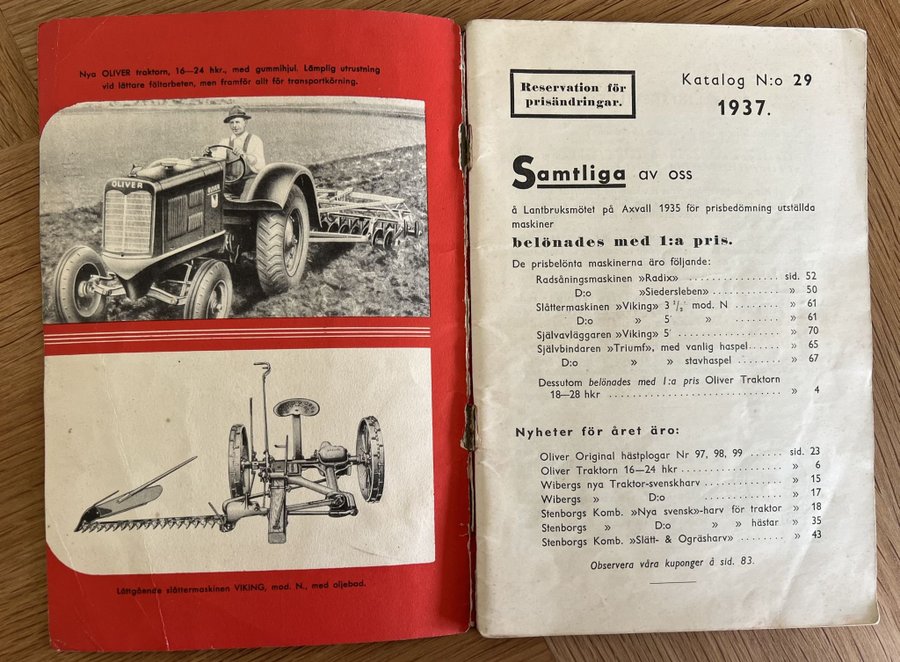 Nya OLIVER traktorn, 16—24 hkr., med gummihjul. Lämplig utrustning
vid lättare fältarbeten, men framför allt för transportkörning.
OLIVER
Lättgående slåttermaskinen VIKING, mod. N., med oljebad.
Reservation för
prisändringar.
Katalog N:o 29
1937.
Samtliga av oss
å Lantbruksmötet på Axvall 1935 för prisbedömning utställda
maskiner
belönades med 1:a pris.
De prisbelönta maskinerna äro följande:
Radsåningsmaskinen »Radix» ................ sid. 52
D:o »Siedersleben» .............. » 50
Slåttermaskinen »Viking» 3 ½' mod. N ........ » 61
D:o » 5' » ........ » 61
Självavläggaren »Viking» 5' .................. » 70
Självbindaren »Triumf», med vanlig haspel...... » 65
D:o » » stavhaspel ........ » 67
Dessutom belönades med 1:a pris Oliver Traktorn
18—28 hkr .............................. » 4
Nyheter för året äro:
Oliver Original hästplogar Nr 97, 98, 99 ...... sid. 23
Oliver Traktorn 16—24 hkr .................. » 6
Wibergs nya Traktor-svenskharv .............. » 15
Wibergs » D:o .............. » 17
Stenborgs Komb. »Nya svensk»-harv för traktor » 18
Stenborgs » D:o » » hästar » 35
Stenborgs Komb. »Slätt- & Ogräsharv» ........ » 43
Observera våra kuponger å sid. 83.